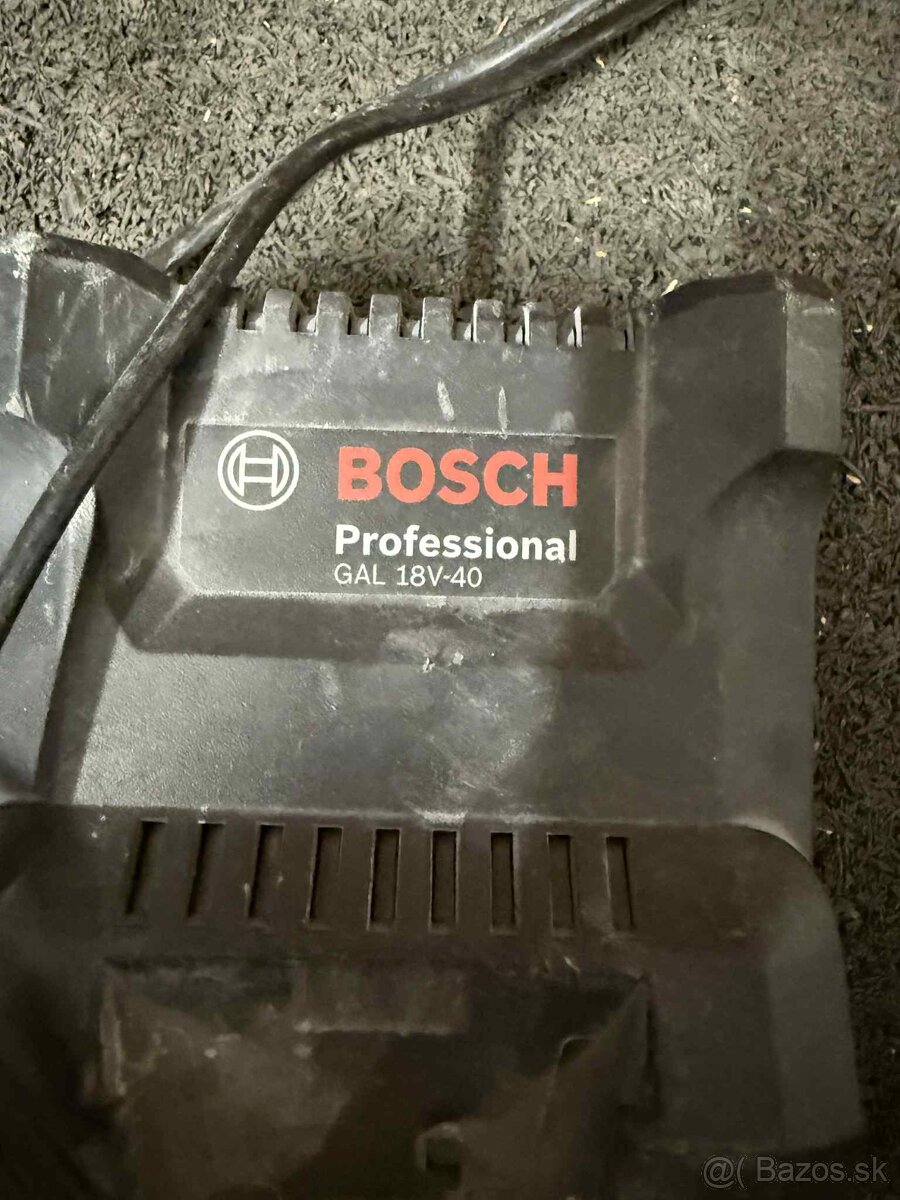 BOSCH
Professional
GAL 18V-40
@( Bazos.sk